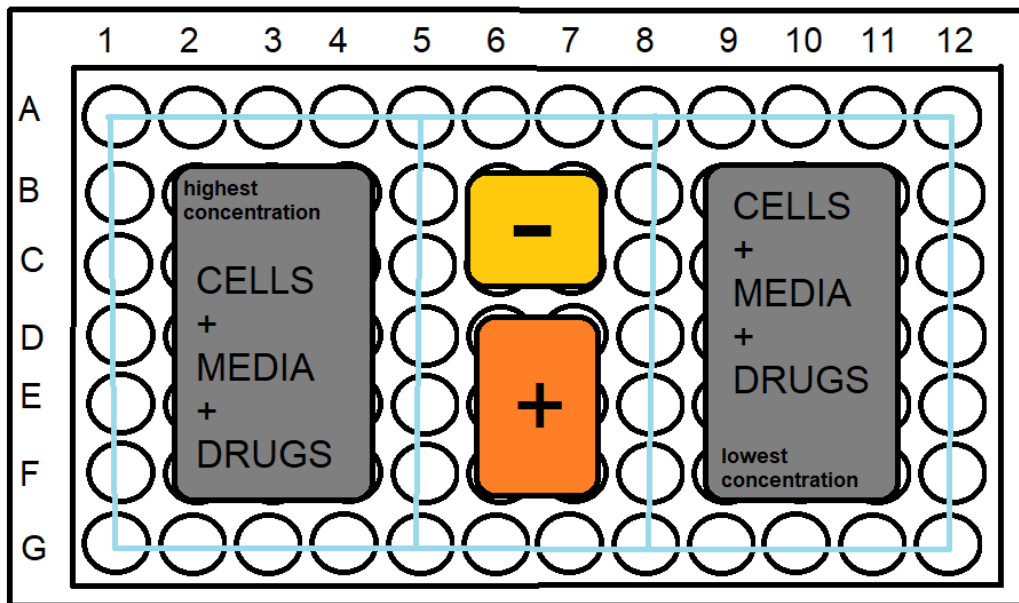 1 2 3 4 5 6 7 8 9 10 11 12
A
B
C
D
E
F
G
highest
concentration
CELLS
+
MEDIA
+
DRUGS
-
+
CELLS
+
MEDIA
+
DRUGS
lowest
concentration